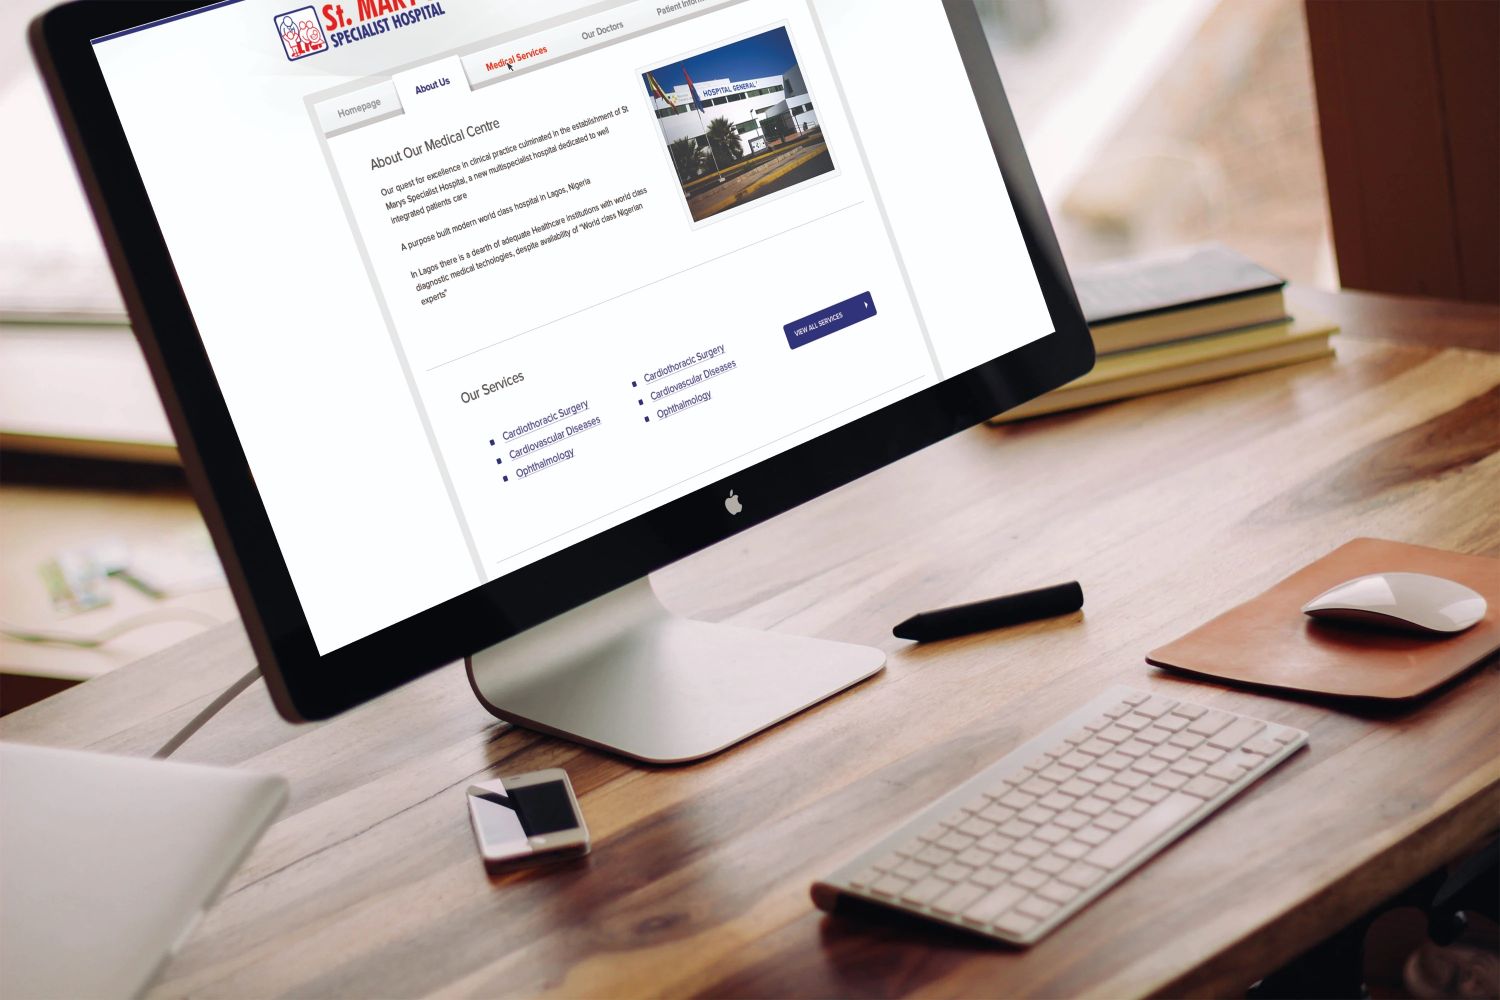 St. MARY
SPECIALIST HOSPITAL
Homepage
About Us
Medical Services
Our Doctors
Patient
About Our Medical Centre
Our quest for excellence in clinical practice culminated in the establishment of St
Marys Specialist Hospital, a new multispecialist hospital dedicated to well
integrated patients care
A purpose built modern world class hospital in Lagos, Nigeria
In Lagos there is a dearth of adequate Healthcare institutions with world class
diagnostic medical techologies, despite availability of "World class Nigerian
experts"
HOSPITAL GENERAL
VIEW ALL SERVICES
Our Services
Cardiothoracic Surgery
Cardiovascular Diseases
Ophthalmology
Cardiothoracic Surgery
Cardiovascular Diseases
Ophthalmology